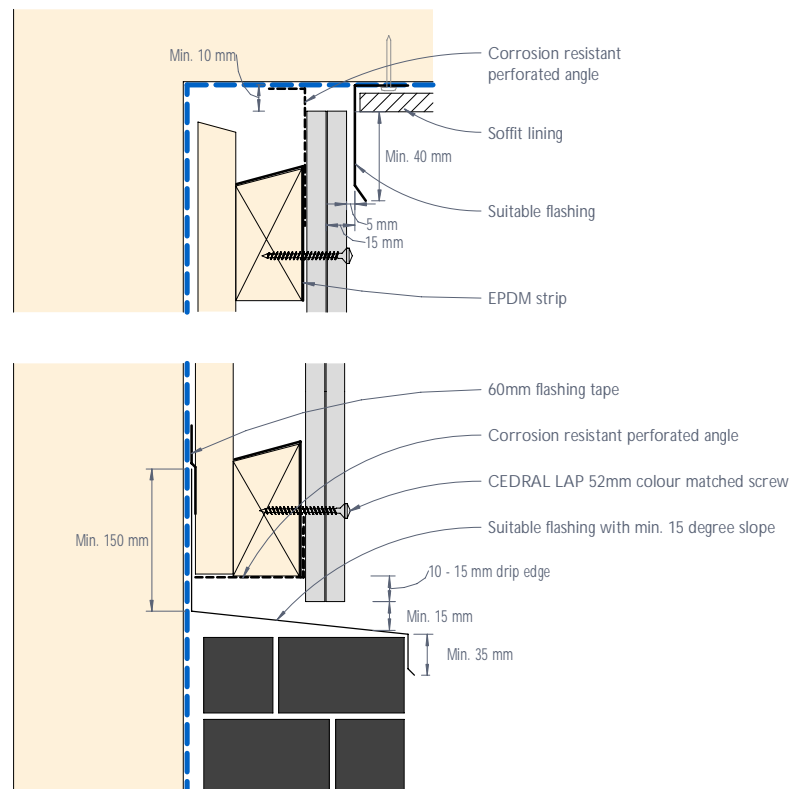 Min. 10 mm
Corrosion resistant
perforated angle
Soffit lining
Min. 40 mm
Suitable flashing
5 mm
15 mm
EPDM strip
60mm flashing tape
Corrosion resistant perforated angle
CEDRAL LAP 52mm colour matched screw
Suitable flashing with min. 15 degree slope
Min. 150 mm
10 - 15 mm drip edge
Min. 15 mm
Min. 35 mm